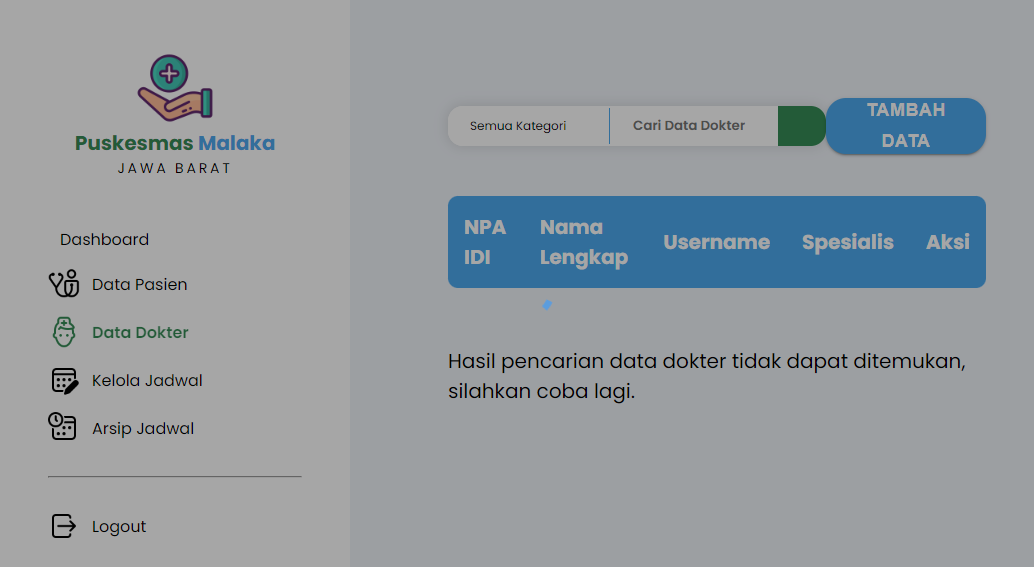 Puskesmas Malaka
JAWA BARAT
Dashboard
Data Pasien
Data Dokter
Kelola Jadwal
Arsip Jadwal
Logout
Semua Kategori
Cari Data Dokter
TAMBAH
DATA
NPA
IDI
Nama
Lengkap
Username
Spesialis
Aksi
Hasil pencarian data dokter tidak dapat ditemukan,
silahkan coba lagi.